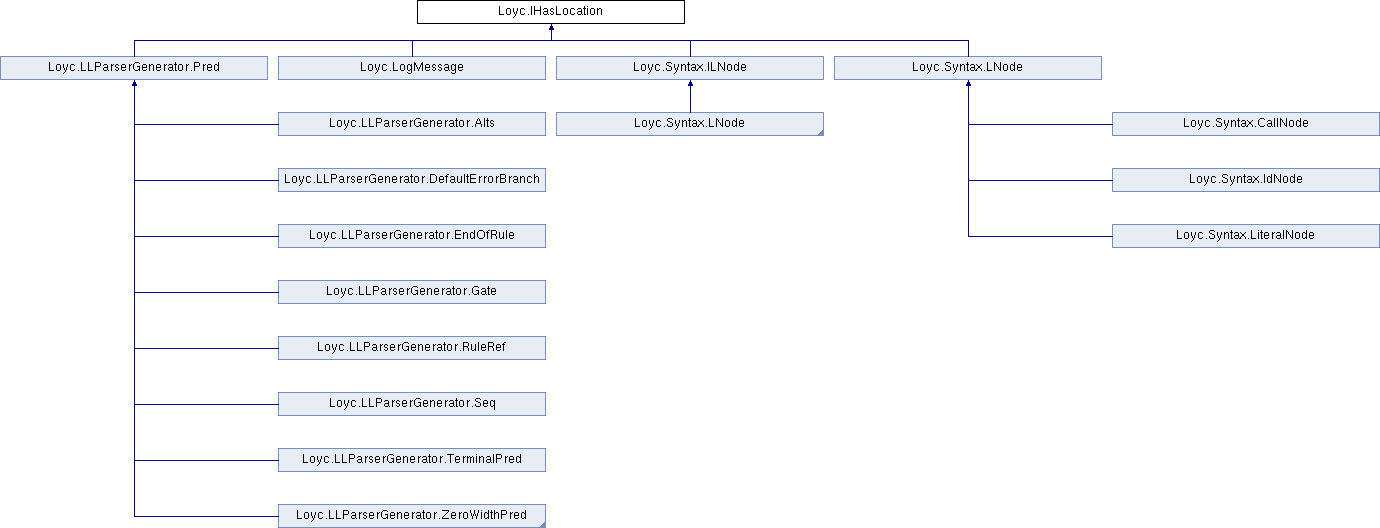 Loyc.IHasLocation
Loyc.LLParserGenerator.Pred
Loyc.LogMessage
Loyc.Syntax.ILNode
Loyc.Syntax.LNode
Loyc.LLParserGenerator.Alts
Loyc.Syntax.LNode
Loyc.Syntax.CallNode
Loyc.LLParserGenerator.DefaultErrorBranch
Loyc.Syntax.IdNode
Loyc.LLParserGenerator.EndOfRule
Loyc.Syntax.LiteralNode
Loyc.LLParserGenerator.Gate
Loyc.LLParserGenerator.RuleRef
Loyc.LLParserGenerator.Seq
Loyc.LLParserGenerator.TerminalPred
Loyc.LLParserGenerator.ZeroWidthPred